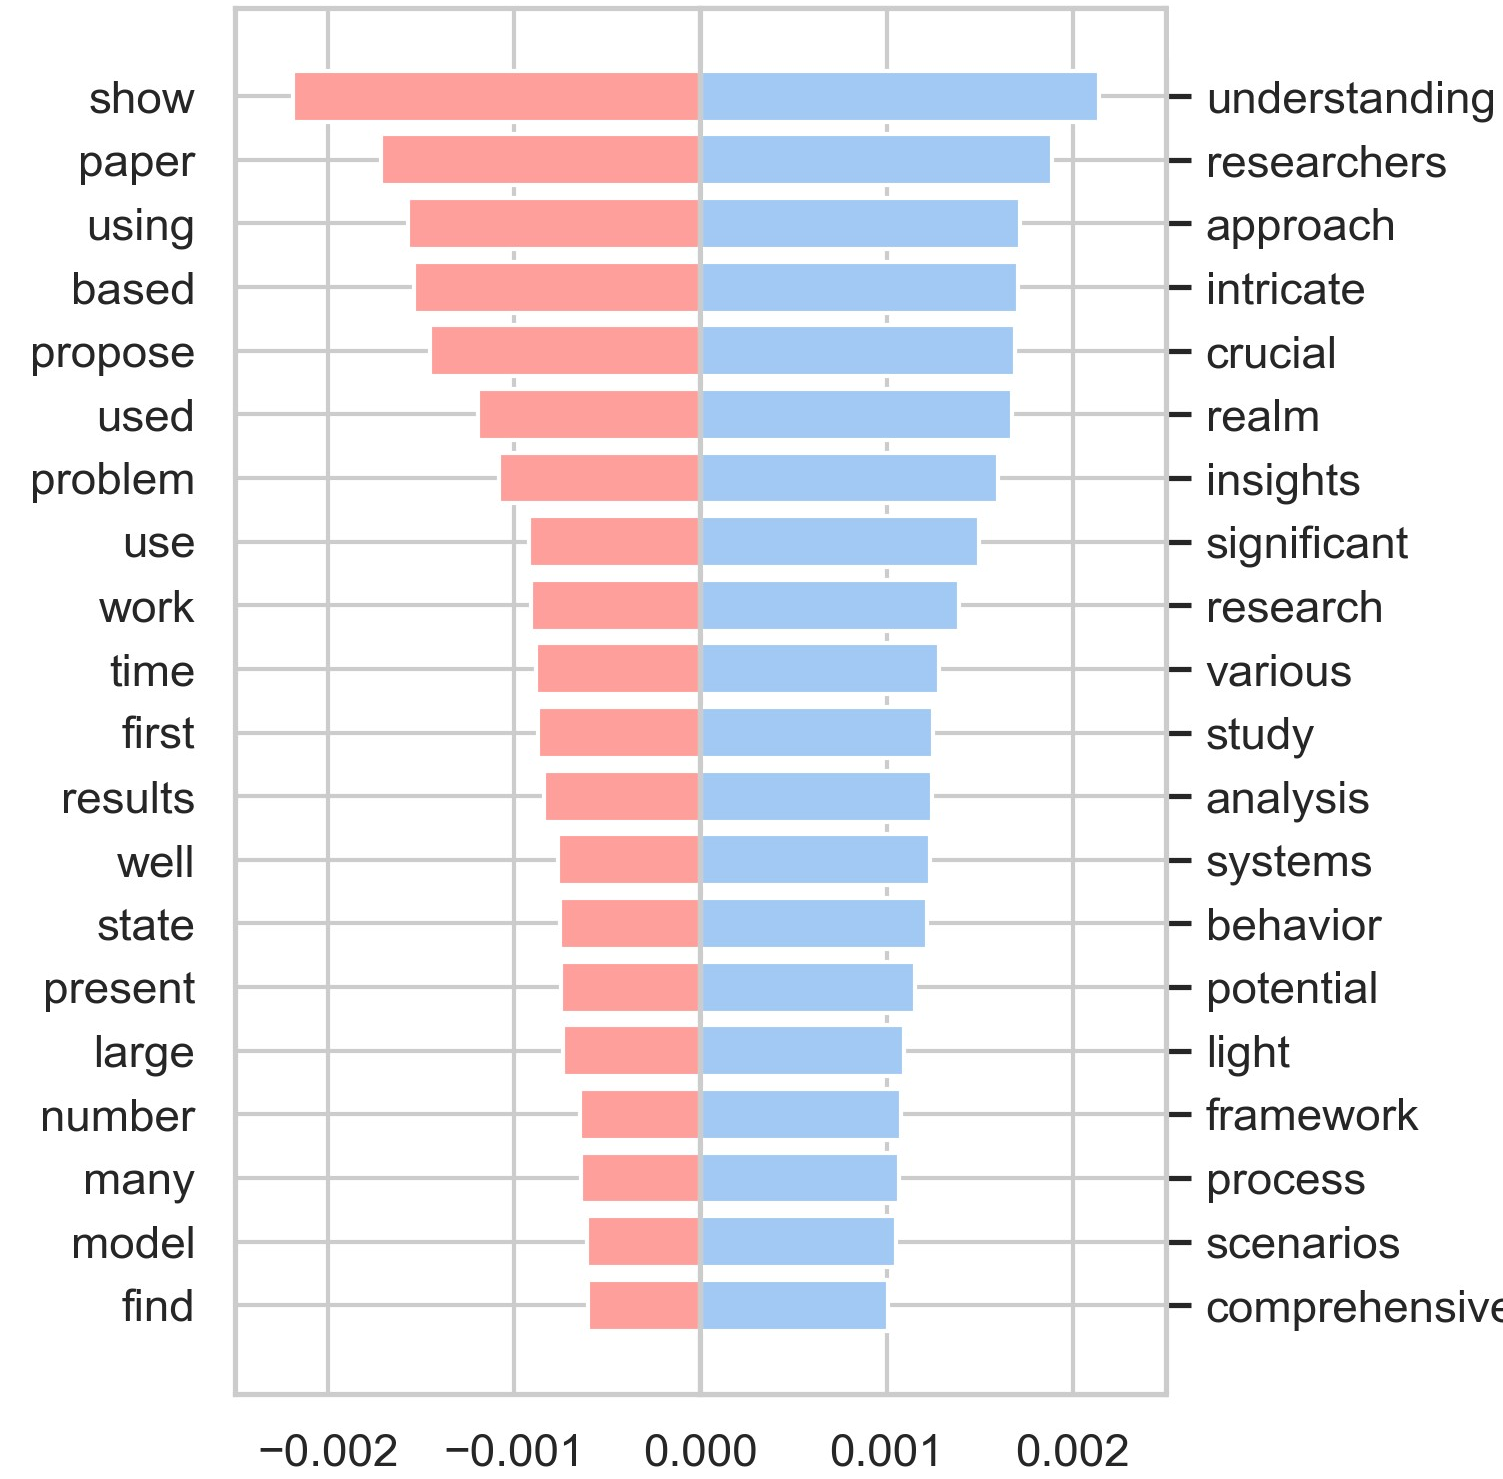 show understanding
paper researchers
using approach
based intricate
propose crucial
used realm
problem insights
use significant
work research
time various
first study
results analysis
well systems
state behavior
present potential
large light
number framework
many process
model scenarios
find comprehensive
−0.002 −0.001 0.000 0.001 0.002